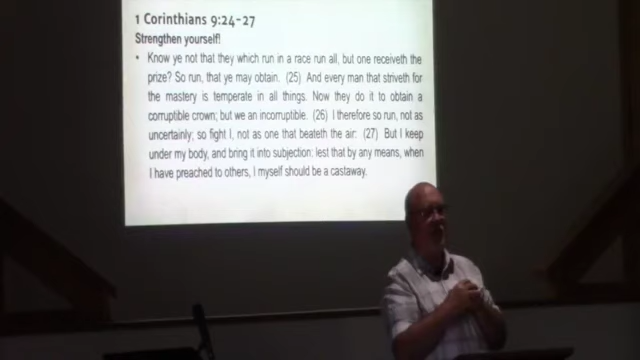 1 Corinthians 9:24-27
Strengthen yourself!
• Know ye not that they which run in a race run all, but one receiveth the
prize? So run, that ye may obtain. (25) And every man that striveth for
the mastery is temperate in all things. Now they do it to obtain a
corruptible crown; but we an incorruptible. (26) I therefore so run, not as
uncertainly; so fight I, not as one that beateth the air: (27) But I keep
under my body, and bring it into subjection: lest that by any means, when
I have preached to others, I myself should be a castaway.